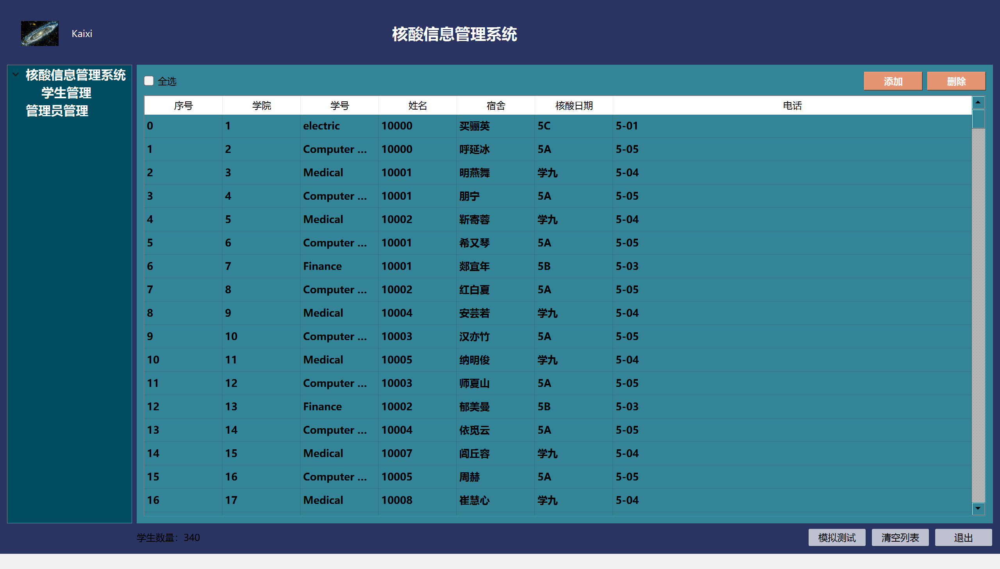 Kaixi
核酸信息管理系统
核酸信息管理系统
学生管理
管理员管理
全选 添加 删除
序号 学院 学号 姓名 宿舍 核酸日期 电话
0 1 electric 10000 买骊英 5C 5-01
1 2 Computer ... 10000 呼延冰 5A 5-05
2 3 Medical 10001 明燕舞 学九 5-04
3 4 Computer ... 10001 朋宁 5A 5-05
4 5 Medical 10002 靳寄蓉 学九 5-04
5 6 Computer ... 10001 希又琴 5A 5-05
6 7 Finance 10001 郯宜年 5B 5-03
7 8 Computer ... 10002 红白夏 5A 5-05
8 9 Medical 10004 安芸若 学九 5-04
9 10 Computer ... 10003 汉亦竹 5A 5-05
10 11 Medical 10005 纳明俊 学九 5-04
11 12 Computer ... 10003 师夏山 5A 5-05
12 13 Finance 10002 郁美曼 5B 5-03
13 14 Computer ... 10004 依觅云 5A 5-05
14 15 Medical 10007 闾丘容 学九 5-04
15 16 Computer ... 10005 周赫 5A 5-05
16 17 Medical 10008 崔慧心 学九 5-04
学生数量：340 模拟测试 清空列表 退出